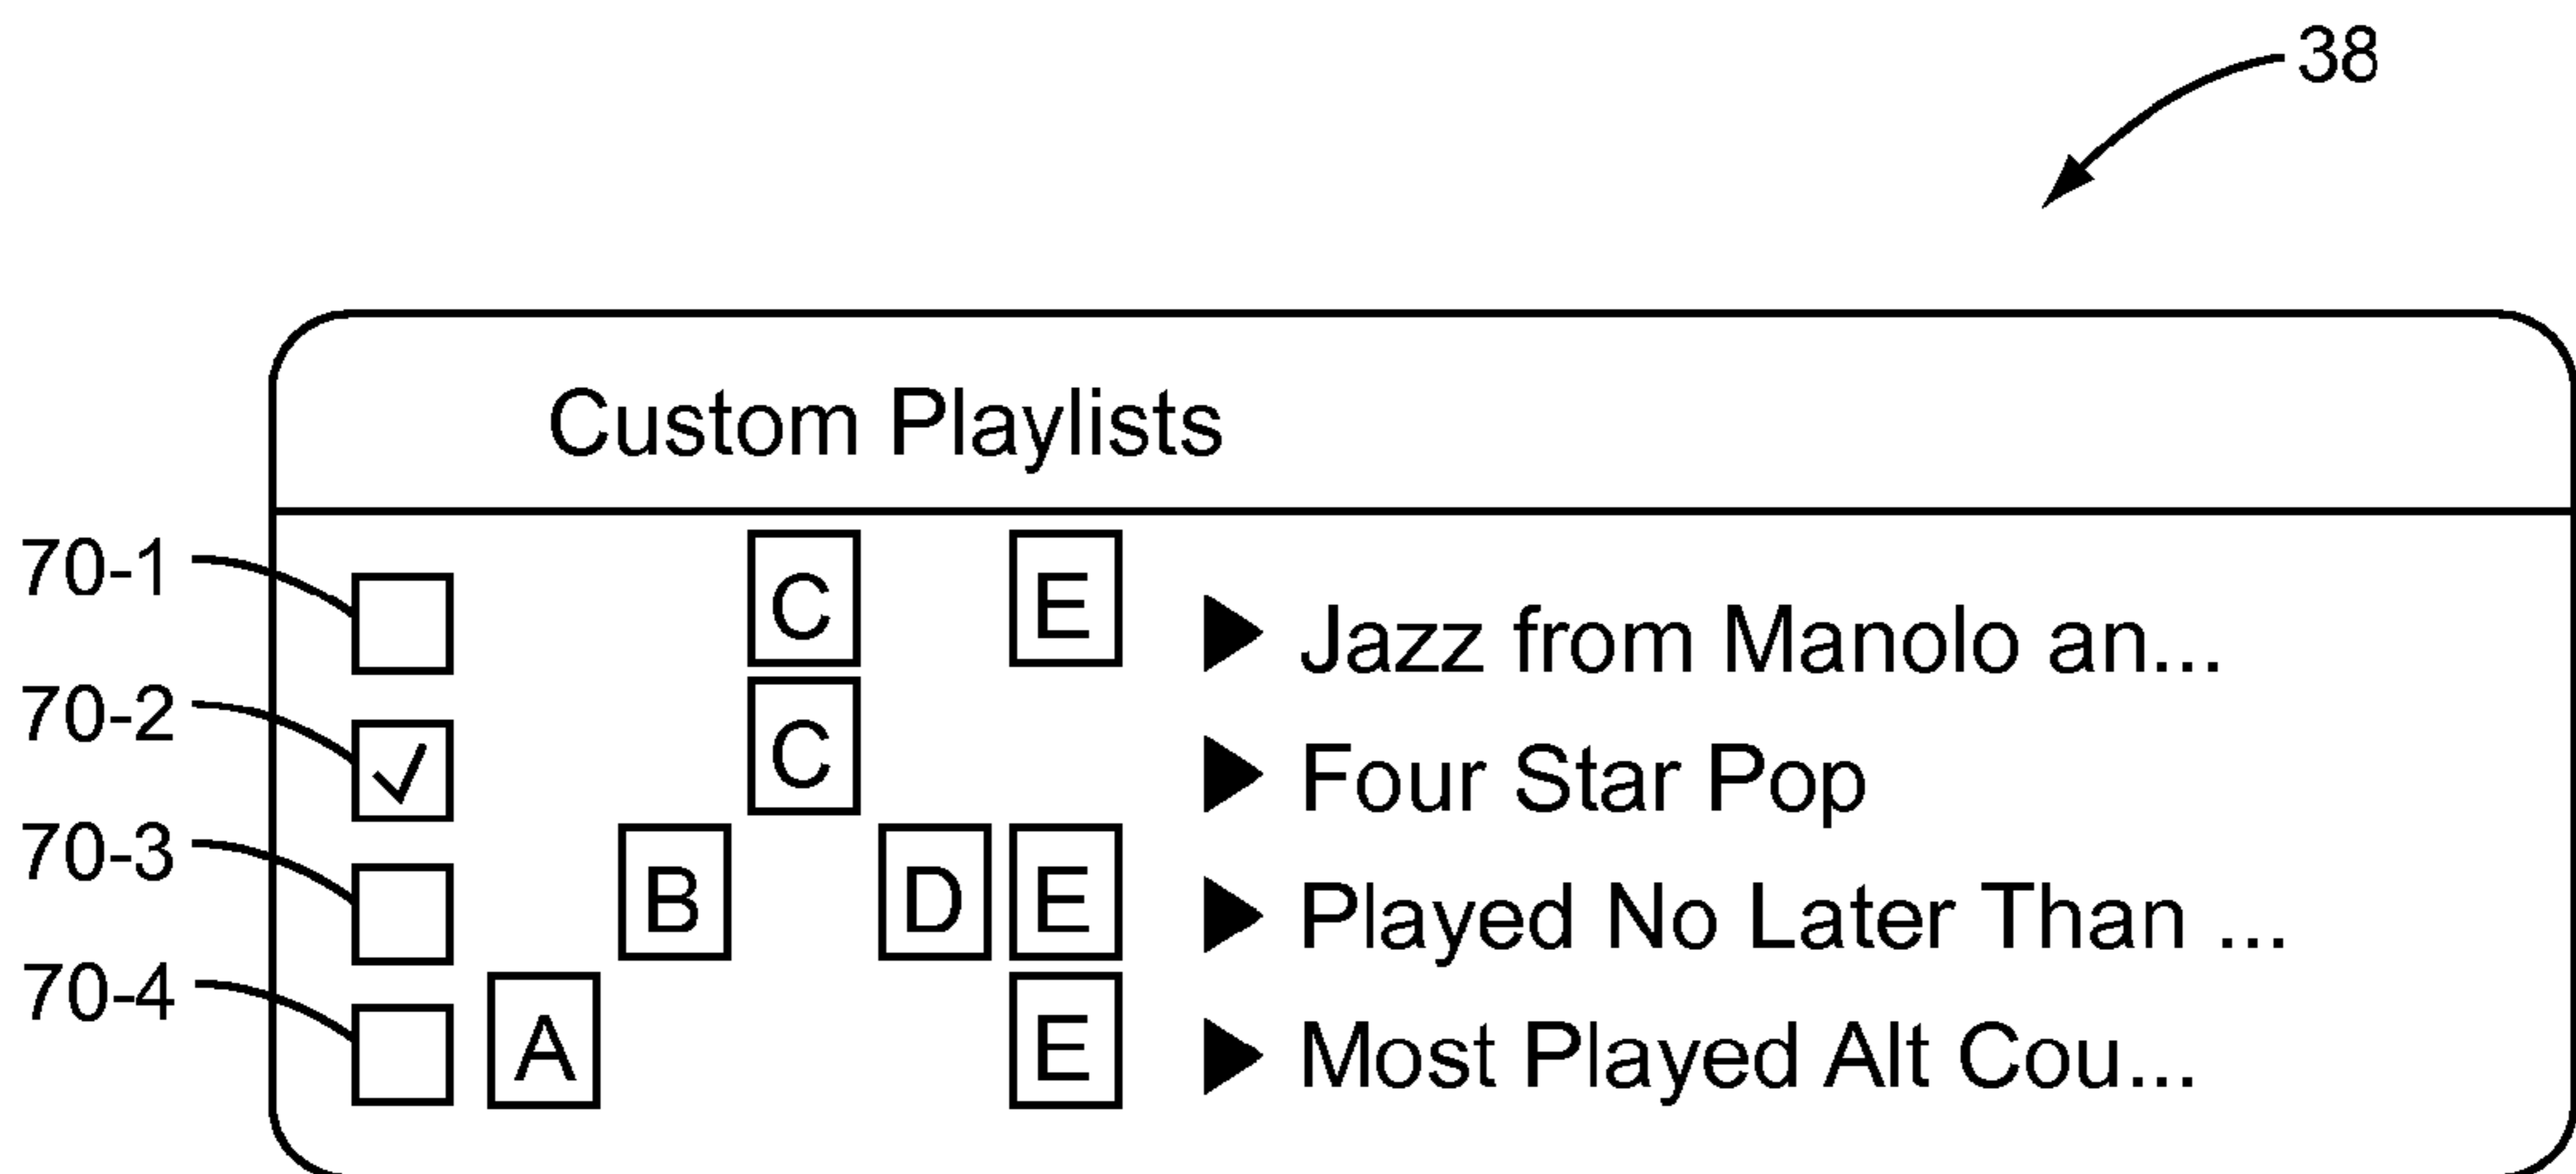 38
Custom Playlists
70-1 C E Jazz from Manolo an...
70-2 C Four Star Pop
70-3 B D E Played No Later Than ...
70-4 A E Most Played Alt Cou...